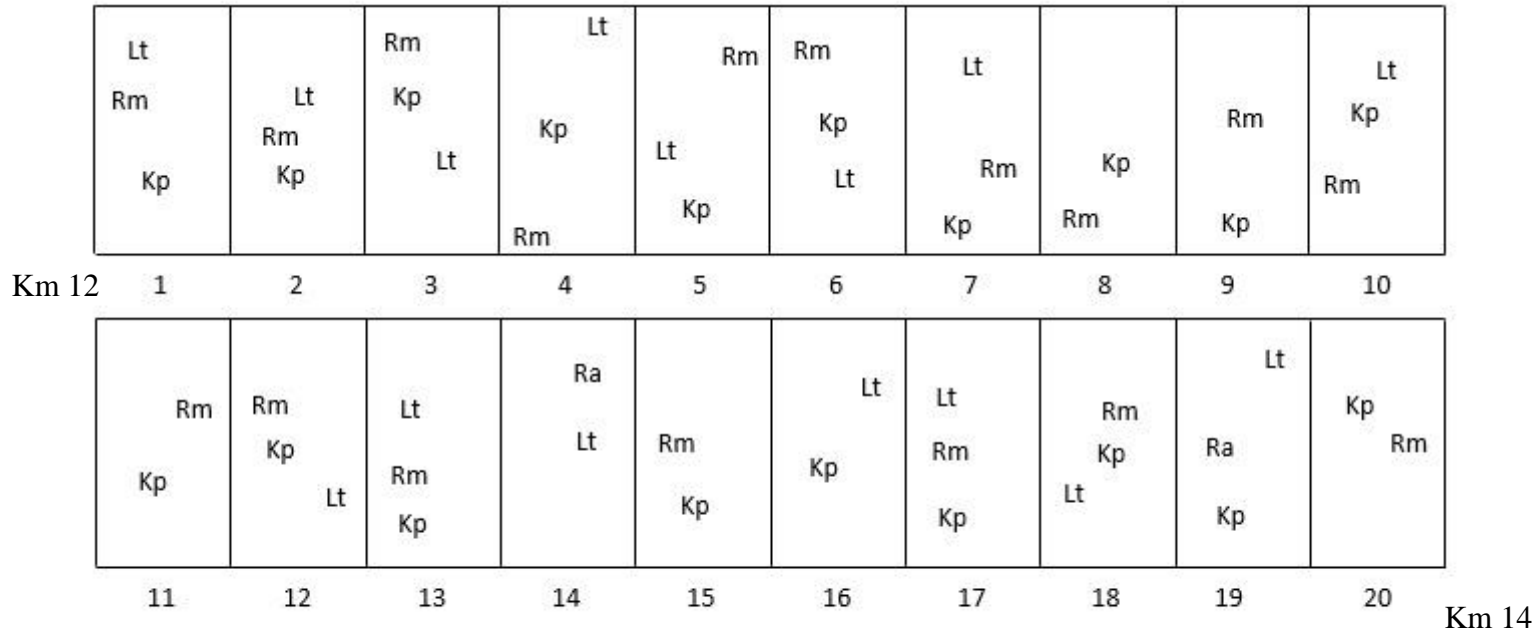 Lt Rm Kp
Lt Rm Kp
Rm Kp Lt
Lt Kp Rm
Rm Lt Kp
Rm Kp Lt
Lt Rm Kp
Kp Rm
Rm Kp
Lt Kp Rm
Km 12 1 2 3 4 5 6 7 8 9 10
Rm Kp
Rm Kp Lt
Lt Rm Kp
Ra Lt
Rm Kp
Lt Kp
Lt Rm Kp
Rm Kp Lt
Lt Ra Kp
Kp Rm
11 12 13 14 15 16 17 18 19 20 Km 14